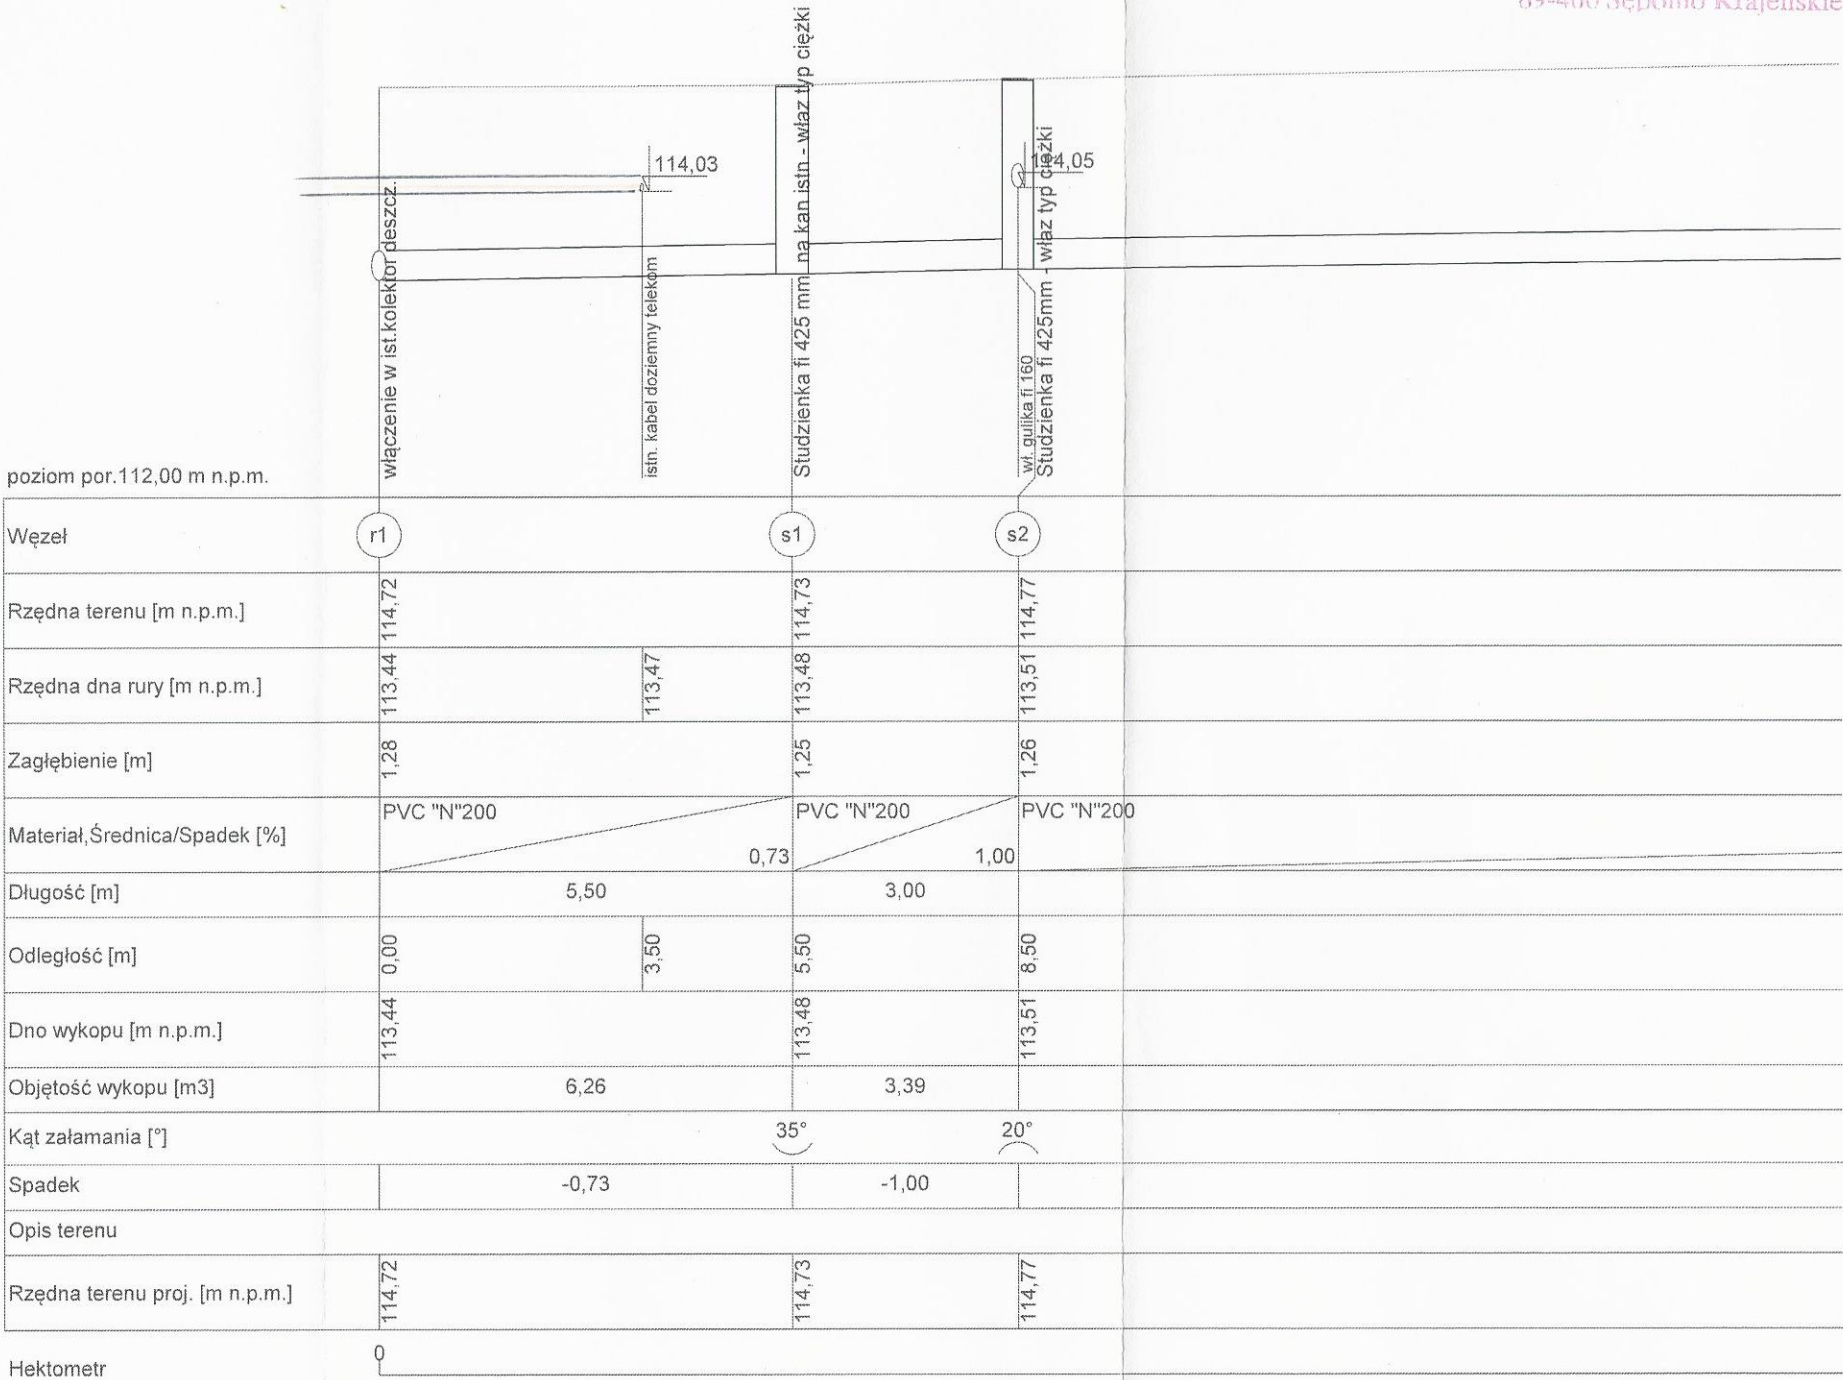 89-400 Sępólno Krajeńskie
114,03
114,05
włączenie w ist.kolektor deszcz.
istn. kabel doziemny telekom
Studzienka fi 425 mm na kan istn - właz typ ciężki
wł. gulika fi 160
Studzienka fi 425mm - właz typ ciężki
poziom por.112,00 m n.p.m.
Węzeł r1 s1 s2
Rzędna terenu [m n.p.m.] 114,72 114,73 114,77
Rzędna dna rury [m n.p.m.] 113,44 113,47 113,48 113,51
Zagłębienie [m] 1,28 1,25 1,26
PVC "N"200 PVC "N"200 PVC "N"200
Materiał,Średnica/Spadek [%]
0,73 1,00
Długość [m] 5,50 3,00
Odległość [m] 0,00 3,50 5,50 8,50
Dno wykopu [m n.p.m.] 113,44 113,48 113,51
Objętość wykopu [m3] 6,26 3,39
Kąt załamania [°] 35° 20°
Spadek -0,73 -1,00
Opis terenu
Rzędna terenu proj. [m n.p.m.] 114,72 114,73 114,77
Hektometr 0